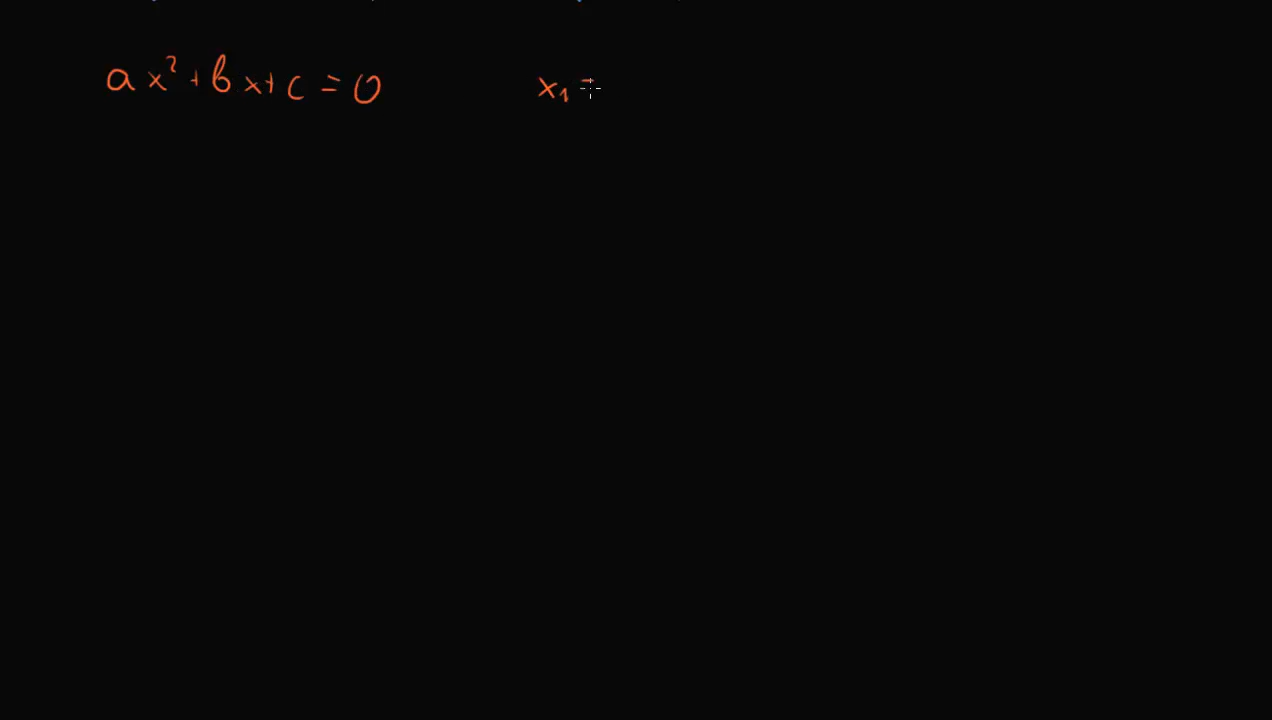 ax² + bx + c = 0 x₁ =